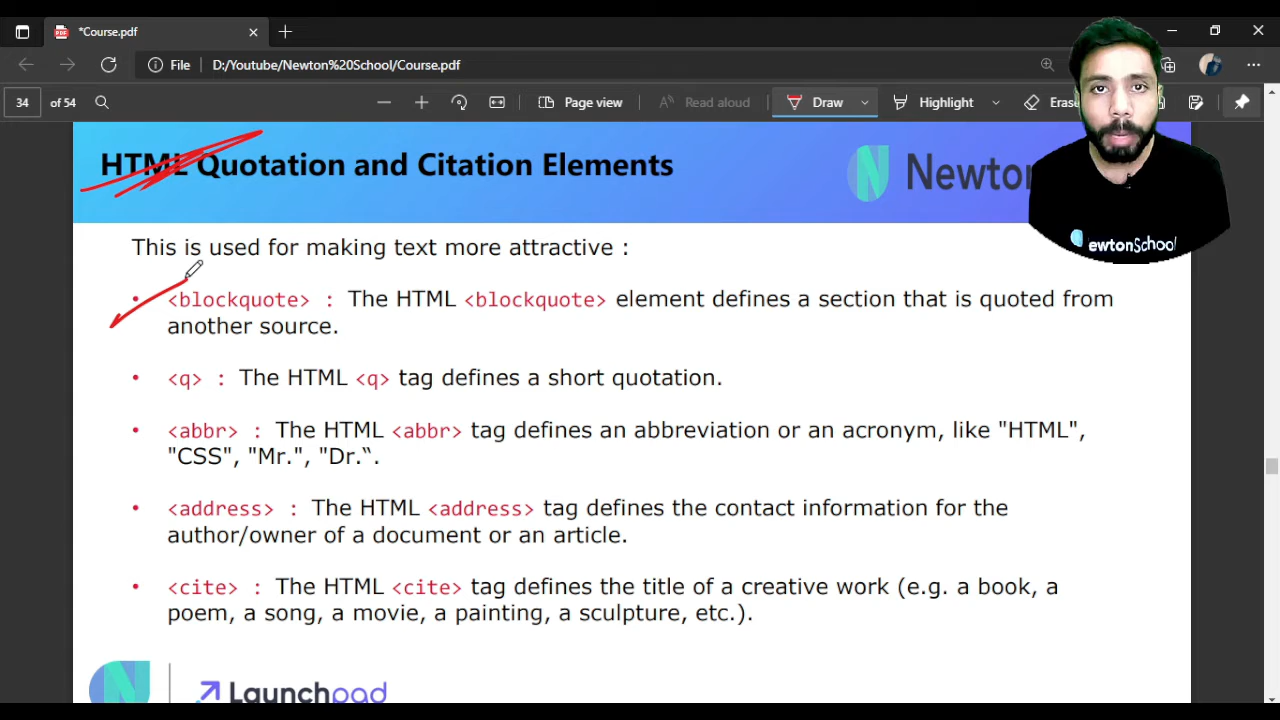 *Course.pdf
File D:/Youtube/Newton%20School/Course.pdf
34 of 54 Page view Read aloud Draw Highlight Erase
HTML Quotation and Citation Elements
Newton
ewtonSchool
This is used for making text more attractive :
• <blockquote> : The HTML <blockquote> element defines a section that is quoted from
another source.
• <q> : The HTML <q> tag defines a short quotation.
• <abbr> : The HTML <abbr> tag defines an abbreviation or an acronym, like "HTML",
"CSS", "Mr.", "Dr.“.
• <address> : The HTML <address> tag defines the contact information for the
author/owner of a document or an article.
• <cite> : The HTML <cite> tag defines the title of a creative work (e.g. a book, a
poem, a song, a movie, a painting, a sculpture, etc.).
Launchpad